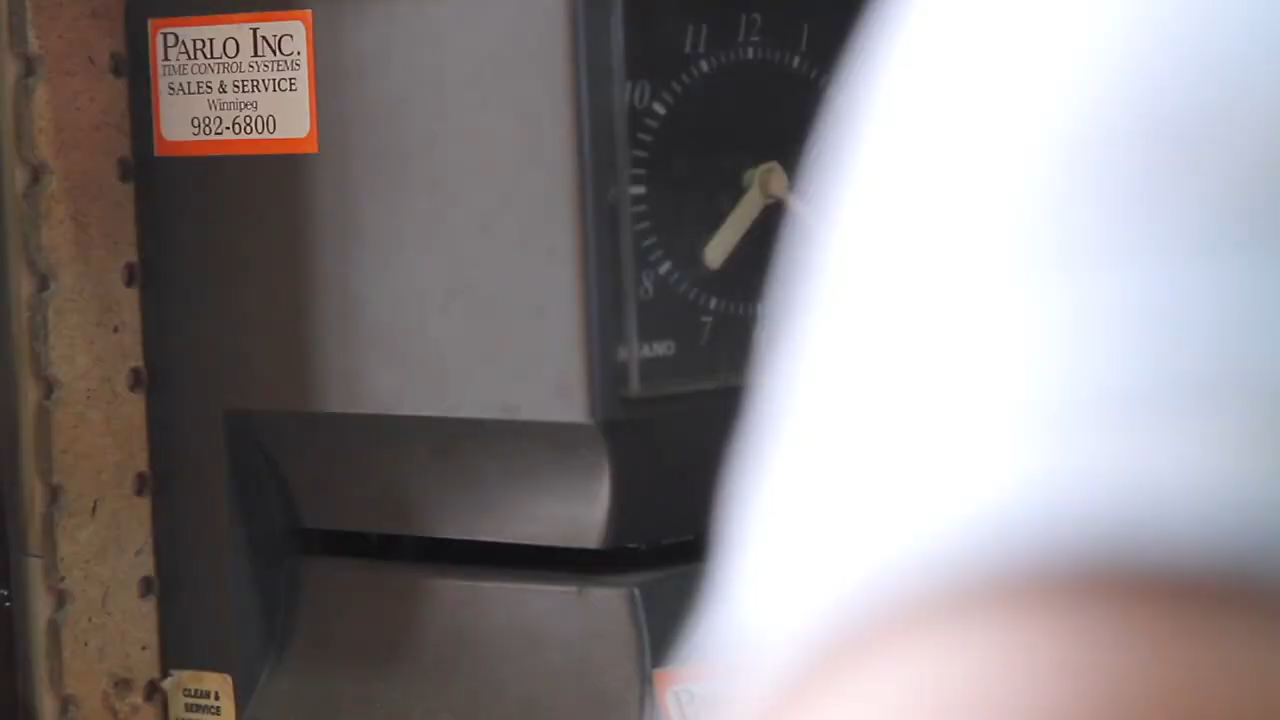 PARLO INC.
TIME CONTROL SYSTEMS
SALES & SERVICE
Winnipeg
982-6800
11 12 1
10
8
7
CLEAN &
SERVICE